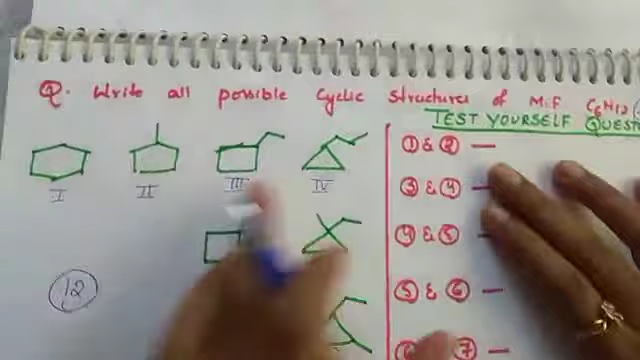 Q. Write all possible Cyclic Structures of M.F C6H12
TEST YOURSELF QUEST
I II III IV
① & ② —
③ & ④ —
④ & ⑤ —
⑤ & ⑥ —
⑦ —
12